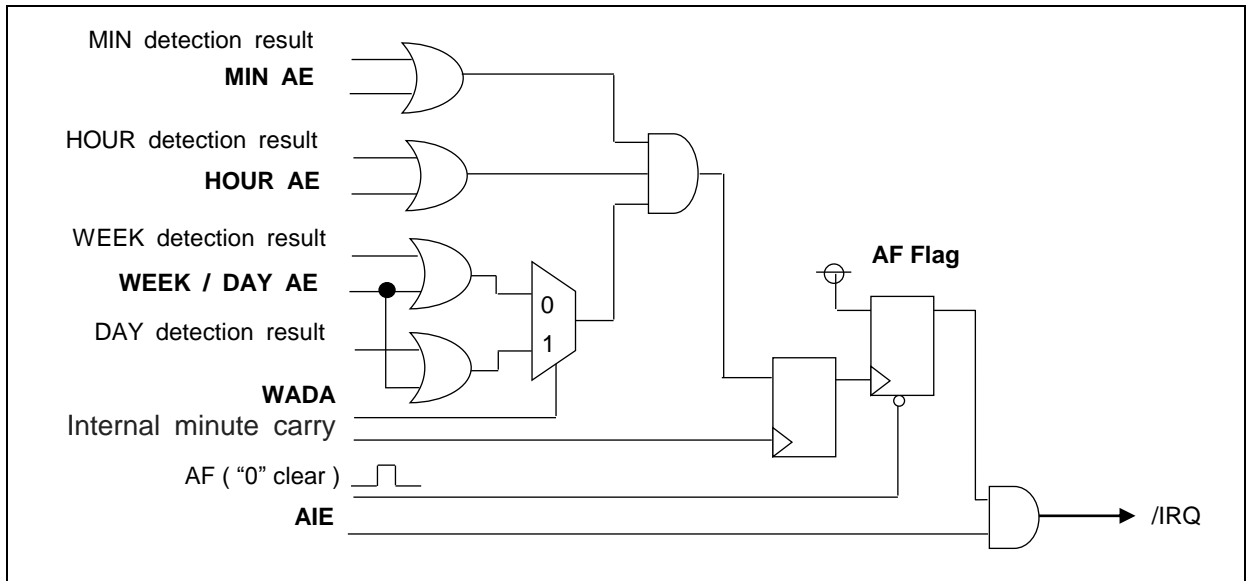 MIN detection result
MIN AE
HOUR detection result
HOUR AE
WEEK detection result
WEEK / DAY AE
DAY detection result
WADA
Internal minute carry
AF ( “0” clear )
AIE
0
1
AF Flag
/IRQ